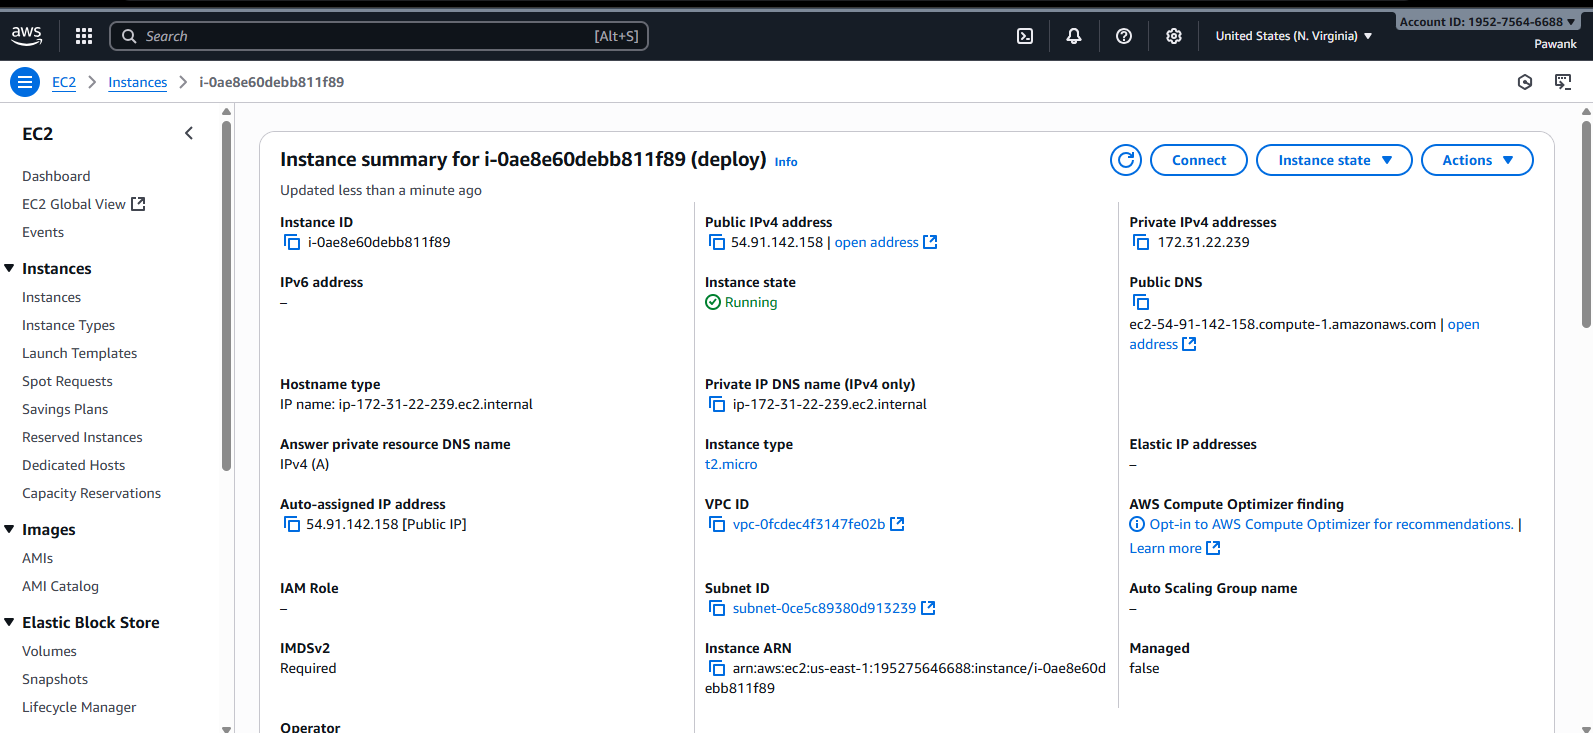 aws
Search [Alt+S]
United States (N. Virginia)
Account ID: 1952-7564-6688
Pawank
EC2
Instances
i-0ae8e60debb811f89
EC2
Dashboard
EC2 Global View
Events
Instances
Instances
Instance Types
Launch Templates
Spot Requests
Savings Plans
Reserved Instances
Dedicated Hosts
Capacity Reservations
Images
AMIs
AMI Catalog
Elastic Block Store
Volumes
Snapshots
Lifecycle Manager
Instance summary for i-0ae8e60debb811f89 (deploy) Info
Updated less than a minute ago
Connect
Instance state
Actions
Instance ID
i-0ae8e60debb811f89
Public IPv4 address
54.91.142.158 | open address
Private IPv4 addresses
172.31.22.239
IPv6 address
–
Instance state
Running
Public DNS
ec2-54-91-142-158.compute-1.amazonaws.com | open
address
Hostname type
IP name: ip-172-31-22-239.ec2.internal
Private IP DNS name (IPv4 only)
ip-172-31-22-239.ec2.internal
Answer private resource DNS name
IPv4 (A)
Instance type
t2.micro
Elastic IP addresses
–
Auto-assigned IP address
54.91.142.158 [Public IP]
VPC ID
vpc-0fcdec4f3147fe02b
AWS Compute Optimizer finding
Opt-in to AWS Compute Optimizer for recommendations. |
Learn more
IAM Role
–
Subnet ID
subnet-0ce5c89380d913239
Auto Scaling Group name
–
IMDSv2
Required
Instance ARN
arn:aws:ec2:us-east-1:195275646688:instance/i-0ae8e60d
ebb811f89
Managed
false
Operator